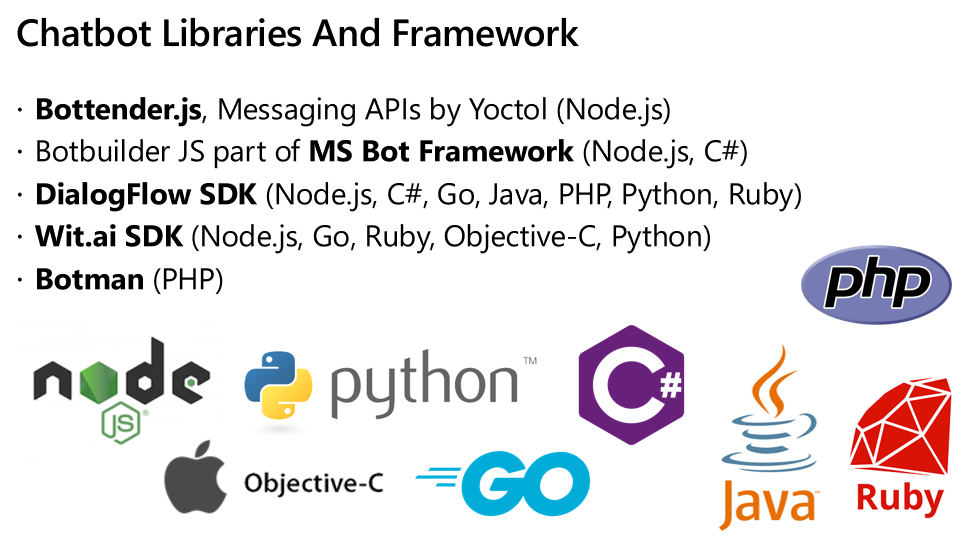 Chatbot Libraries And Framework
· Bottender.js, Messaging APIs by Yoctol (Node.js)
· Botbuilder JS part of MS Bot Framework (Node.js, C#)
· DialogFlow SDK (Node.js, C#, Go, Java, PHP, Python, Ruby)
· Wit.ai SDK (Node.js, Go, Ruby, Objective-C, Python)
· Botman (PHP)
php
node
JS®
python™
C#
Java™
Ruby
Objective-C
GO